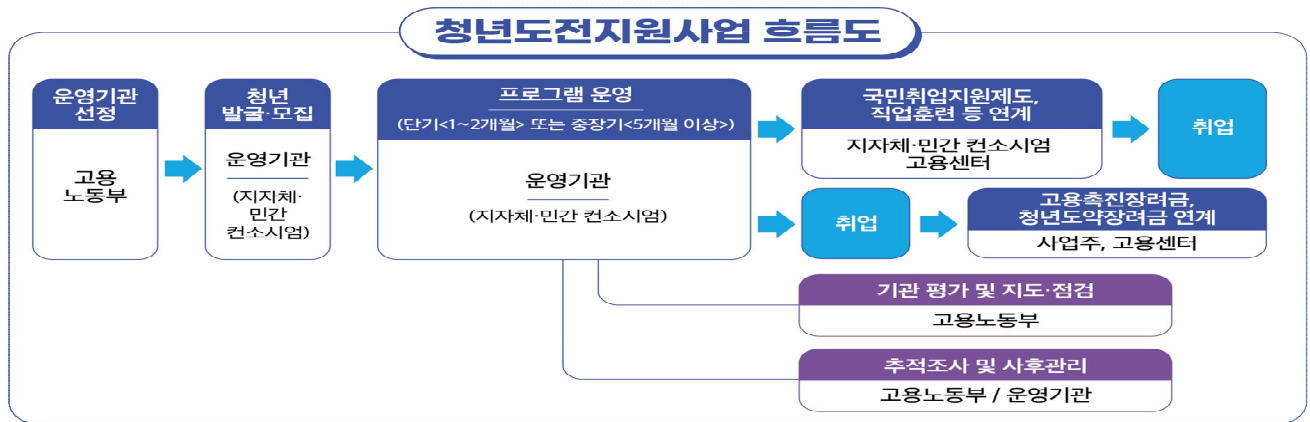 청년도전지원사업 흐름도
운영기관
선정
고용
노동부
청년
발굴·모집
운영기관
(지자체·
민간
컨소시엄)
프로그램 운영
(단기<1~2개월> 또는 중장기<5개월 이상>)
운영기관
(지자체·민간 컨소시엄)
국민취업지원제도,
직업훈련 등 연계
지자체·민간 컨소시엄
고용센터
취업
취업
고용촉진장려금,
청년도약장려금 연계
사업주, 고용센터
기관 평가 및 지도·점검
고용노동부
추적조사 및 사후관리
고용노동부 / 운영기관